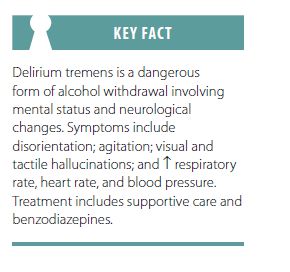 KEY FACT
Delirium tremens is a dangerous
form of alcohol withdrawal involving
mental status and neurological
changes. Symptoms include
disorientation; agitation; visual and
tactile hallucinations; and ↑ respiratory
rate, heart rate, and blood pressure.
Treatment includes supportive care and
benzodiazepines.